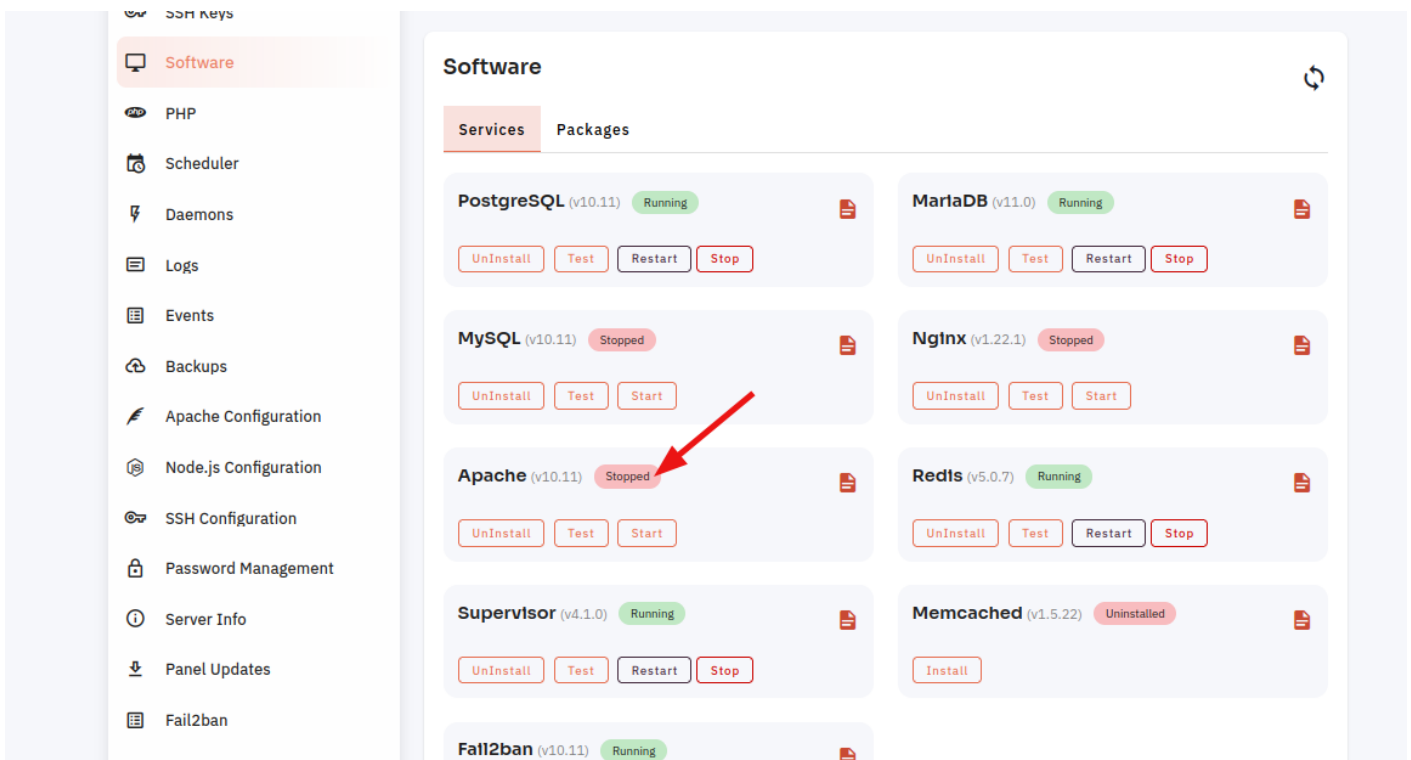 SSH Keys
Software
PHP
Scheduler
Daemons
Logs
Events
Backups
Apache Configuration
Node.js Configuration
SSH Configuration
Password Management
Server Info
Panel Updates
Fail2ban
Software
Services Packages
PostgreSQL (v10.11) Running
UnInstall Test Restart Stop
MariaDB (v11.0) Running
UnInstall Test Restart Stop
MySQL (v10.11) Stopped
UnInstall Test Start
Nginx (v1.22.1) Stopped
UnInstall Test Start
Apache (v10.11) Stopped
UnInstall Test Start
Redis (v5.0.7) Running
UnInstall Test Restart Stop
Supervisor (v4.1.0) Running
UnInstall Test Restart Stop
Memcached (v1.5.22) Uninstalled
Install
Fail2ban (v10.11) Running